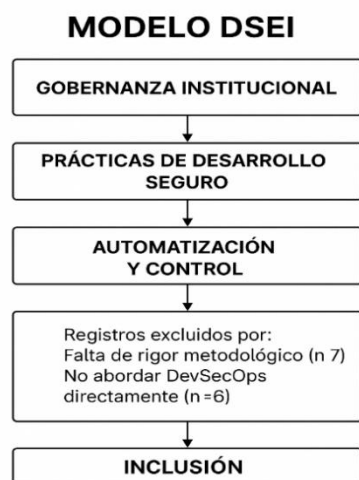 MODELO DSEI
GOBERNANZA INSTITUCIONAL
PRÁCTICAS DE DESARROLLO
SEGURO
AUTOMATIZACIÓN
Y CONTROL
Registros excluidos por:
Falta de rigor metodológico (n 7)
No abordar DevSecOps
directamente (n=6)
INCLUSIÓN